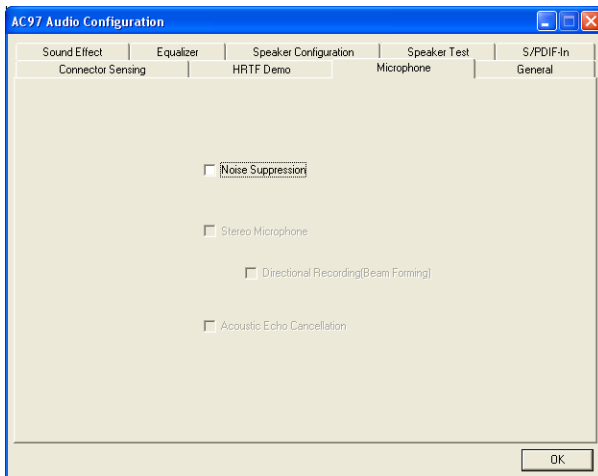 AC97 Audio Configuration
Sound Effect Equalizer Speaker Configuration Speaker Test S/PDIF-In
Connector Sensing HRTF Demo Microphone General
Noise Suppression
Stereo Microphone
Directional Recording(Beam Forming)
Acoustic Echo Cancellation
OK